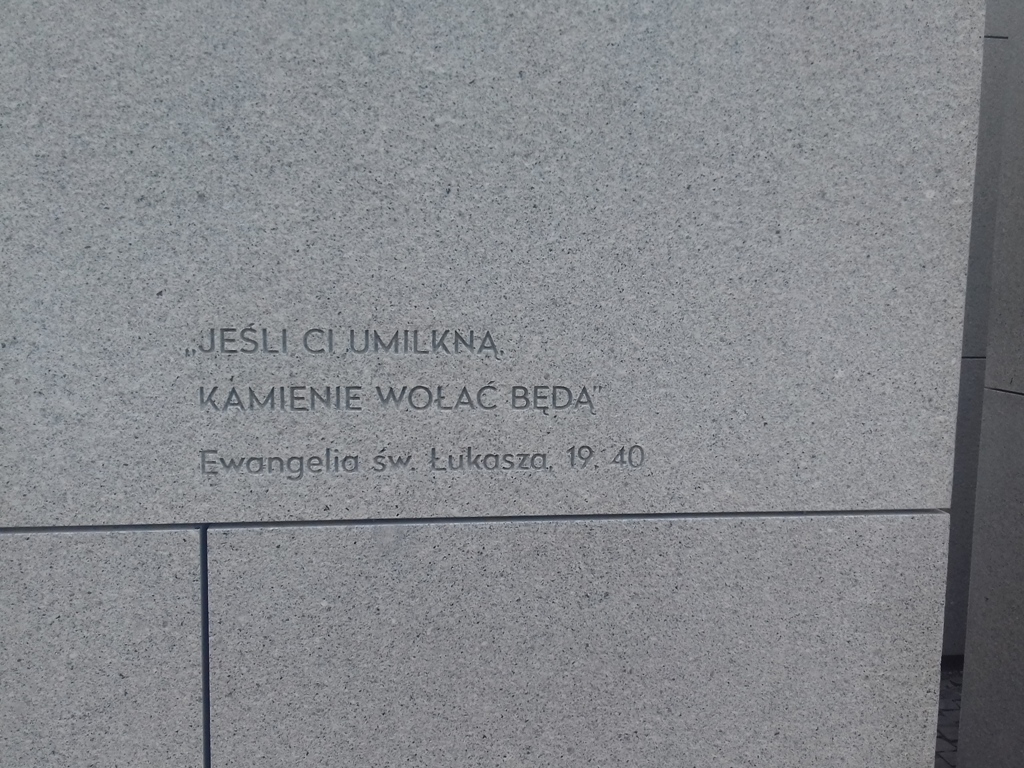 „JEŚLI CI UMILKNĄ,
KAMIENIE WOŁAĆ BĘDĄ”
Ewangelia św. Łukasza, 19, 40